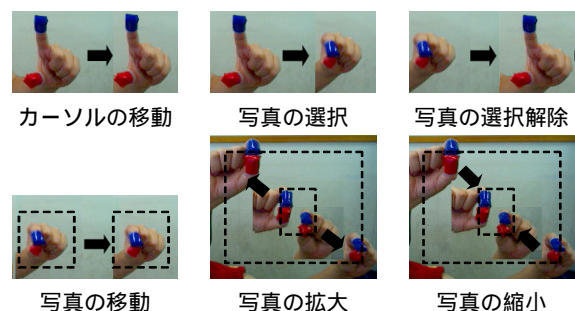 カーソルの移動
写真の選択
写真の選択解除
写真の移動
写真の拡大
写真の縮小